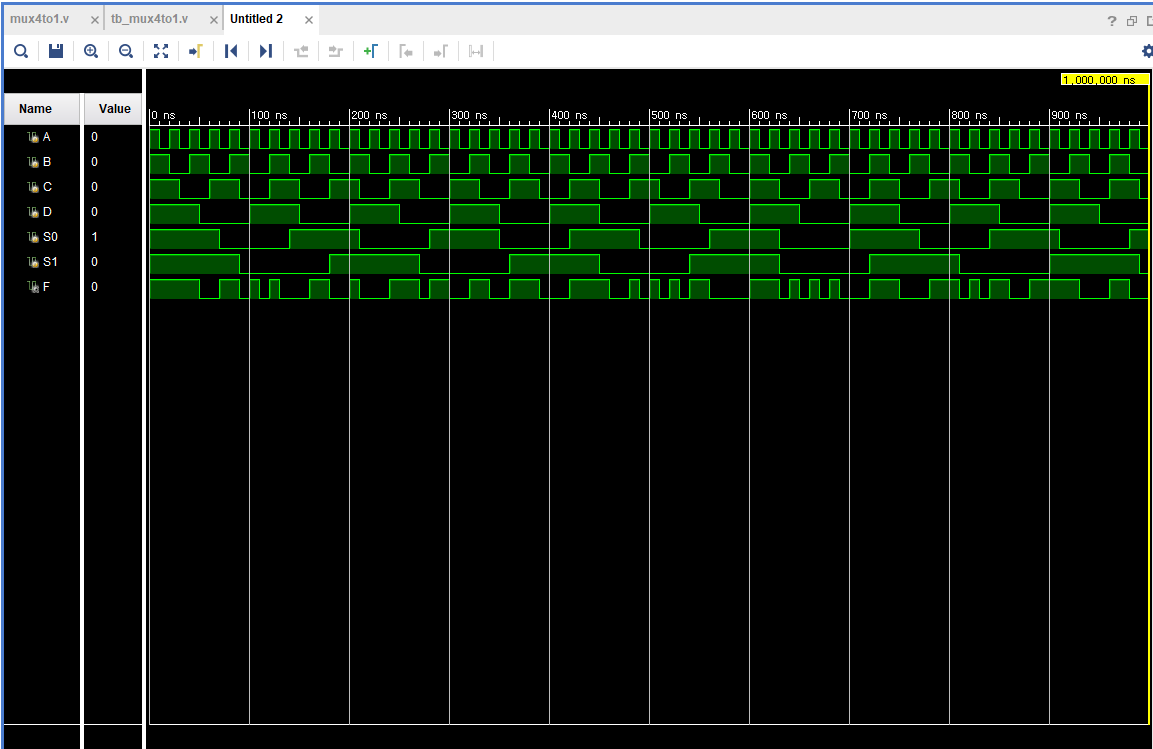 mux4to1.v × tb_mux4to1.v × Untitled 2 ×
?
1,000,000 ns
Name Value
0 ns 100 ns 200 ns 300 ns 400 ns 500 ns 600 ns 700 ns 800 ns 900 ns
A 0
B 0
C 0
D 0
S0 1
S1 0
F 0